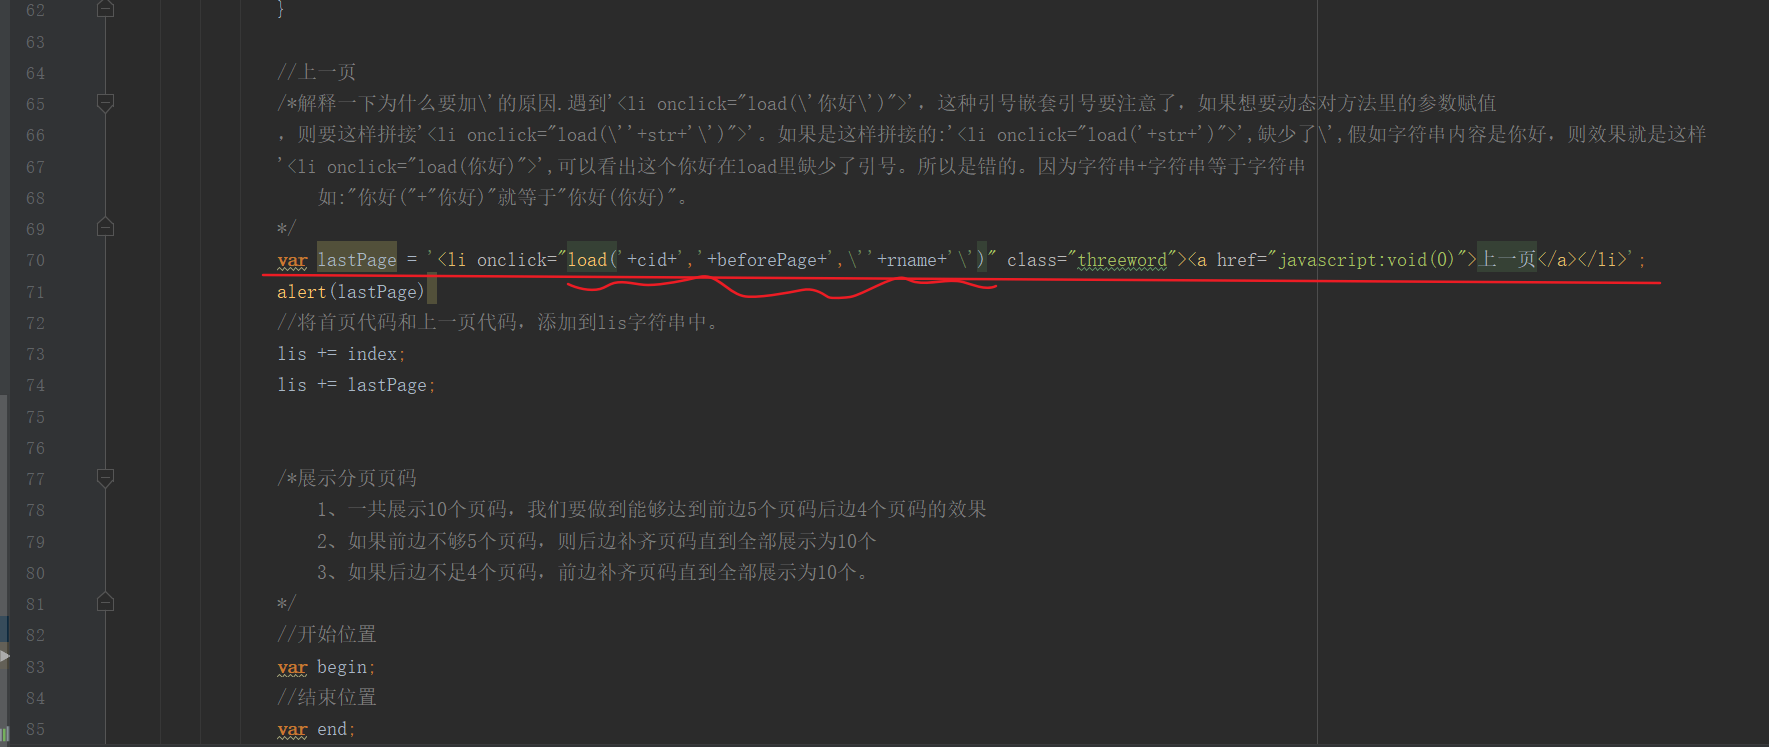 62 }
63
64 //上一页
65 /*解释一下为什么要加\'的原因.遇到'<li onclick="load(\'你好\')">'，这种引号嵌套引号要注意了，如果想要动态对方法里的参数赋值
66 ，则要这样拼接'<li onclick="load(\''+str+'\')">'。如果是这样拼接的:'<li onclick="load('+str+')">',缺少了\',假如字符串内容是你好，则效果就是这样
67 '<li onclick="load(你好)">',可以看出这个你好在load里缺少了引号。所以是错的。因为字符串+字符串等于字符串
68 如:"你好("+"你好)"就等于"你好(你好)"。
69 */
70 var lastPage = '<li onclick="load('+cid+','+beforePage+',\''+rname+'\')" class="threeword"><a href="javascript:void(0)">上一页</a></li>';
71 alert(lastPage)
72 //将首页代码和上一页代码，添加到lis字符串中。
73 lis += index;
74 lis += lastPage;
75
76
77 /*展示分页页码
78 1、一共展示10个页码，我们要做到能够达到前边5个页码后边4个页码的效果
79 2、如果前边不够5个页码，则后边补齐页码直到全部展示为10个
80 3、如果后边不足4个页码，前边补齐页码直到全部展示为10个。
81 */
82 //开始位置
83 var begin;
84 //结束位置
85 var end;